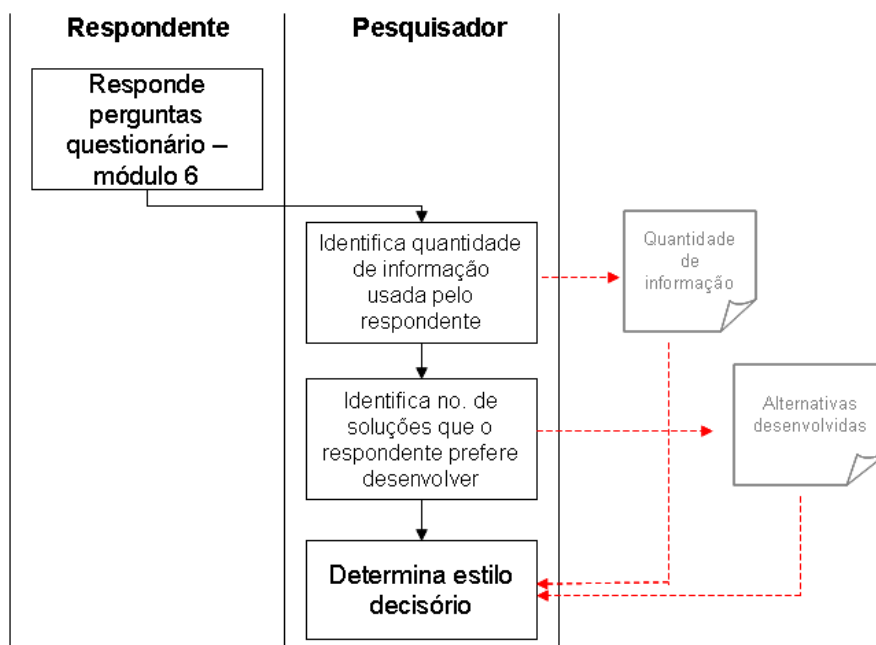 Respondente
Pesquisador
Responde
perguntas
questionário –
módulo 6
Identifica quantidade
de informação
usada pelo
respondente
Quantidade
de
informação
Identifica no. de
soluções que o
respondente prefere
desenvolver
Alternativas
desenvolvidas
Determina estilo
decisório